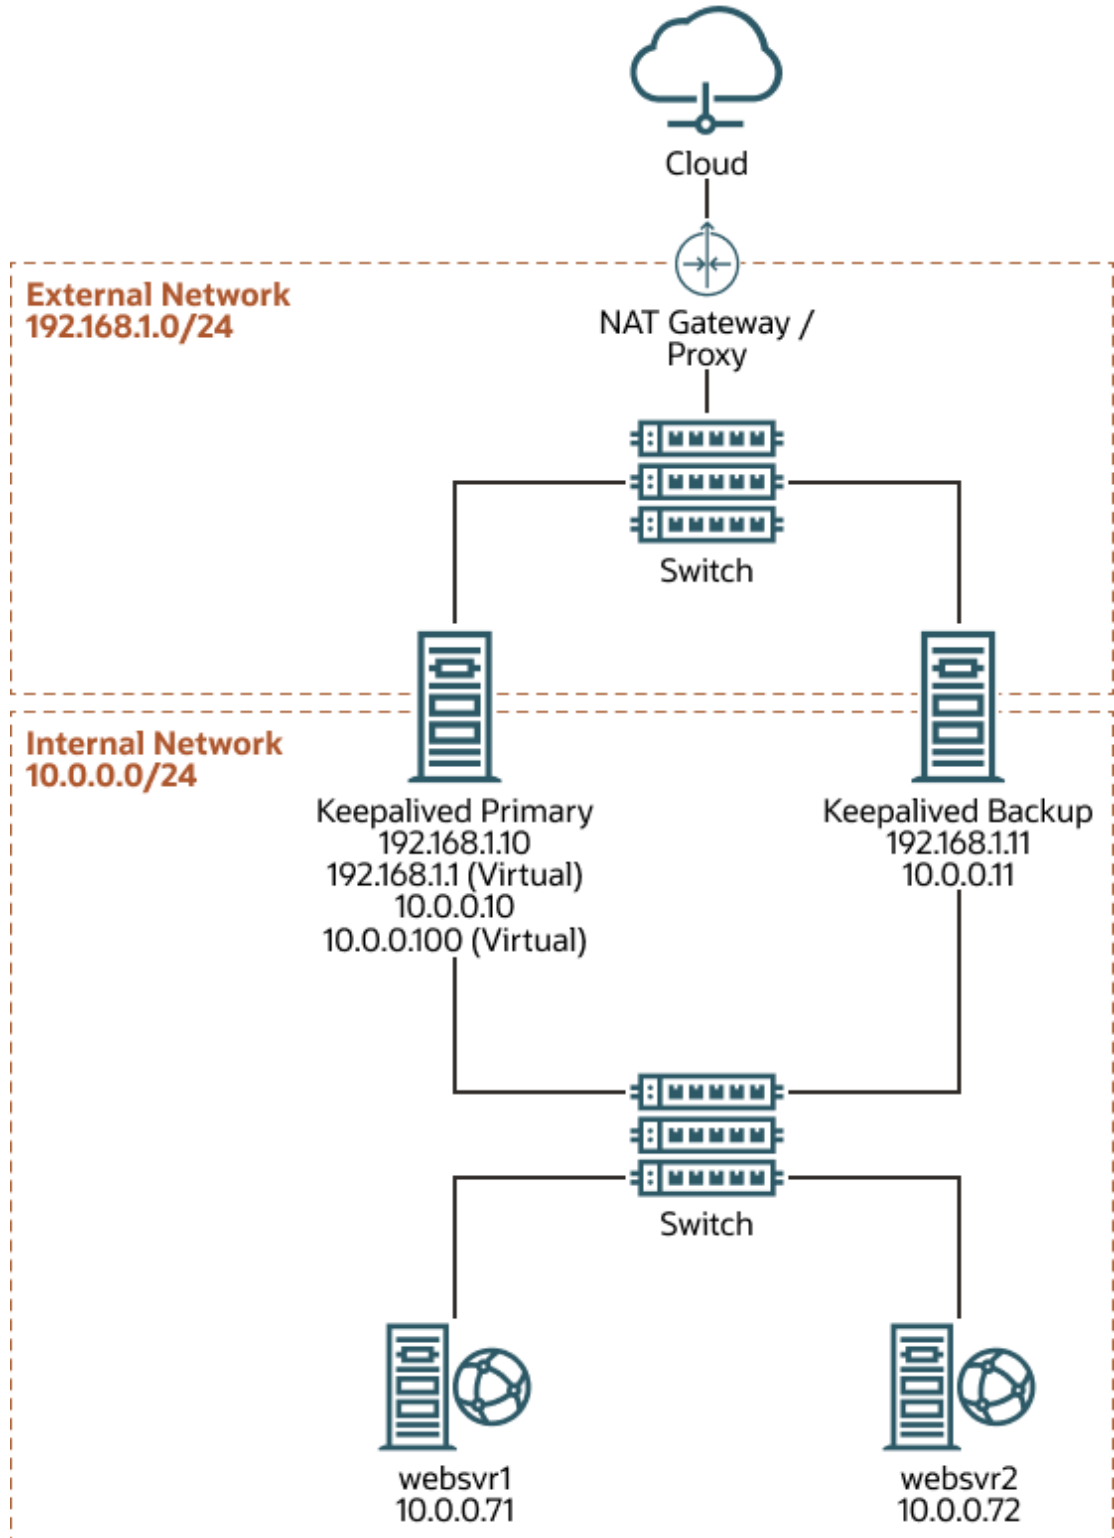 Cloud
External Network
192.168.1.0/24
NAT Gateway /
Proxy
Switch
Internal Network
10.0.0.0/24
Keepalived Primary
192.168.1.10
192.168.1.1 (Virtual)
10.0.0.10
10.0.0.100 (Virtual)
Keepalived Backup
192.168.1.11
10.0.0.11
Switch
websvr1
10.0.0.71
websvr2
10.0.0.72